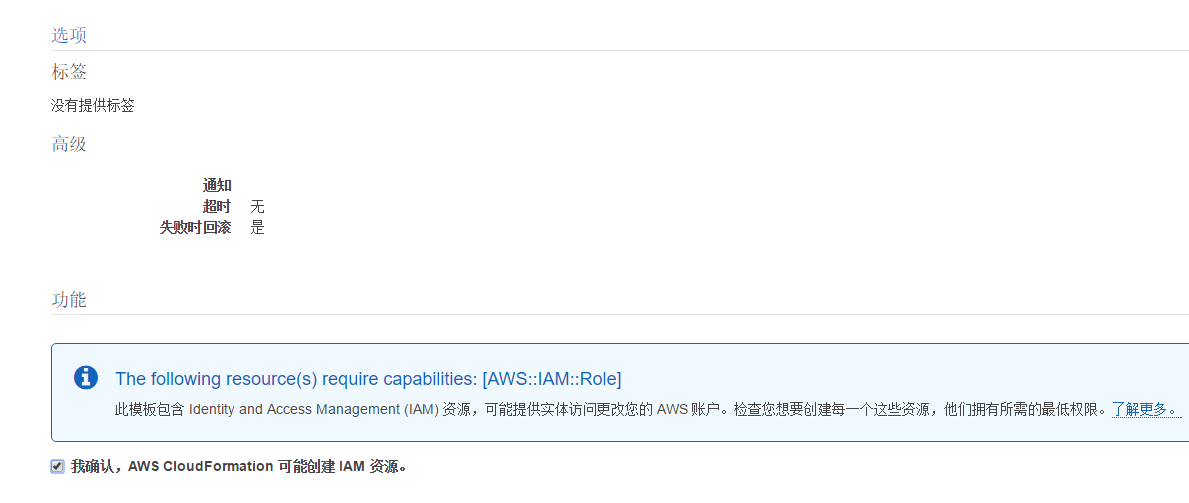 选项
标签
没有提供标签
高级
通知
超时 无
失败时回滚 是
功能
The following resource(s) require capabilities: [AWS::IAM::Role]
此模板包含 Identity and Access Management (IAM) 资源，可能提供实体访问更改您的 AWS 账户。检查您想要创建每一个这些资源，他们拥有所需的最低权限。了解更多。
我确认，AWS CloudFormation 可能创建 IAM 资源。